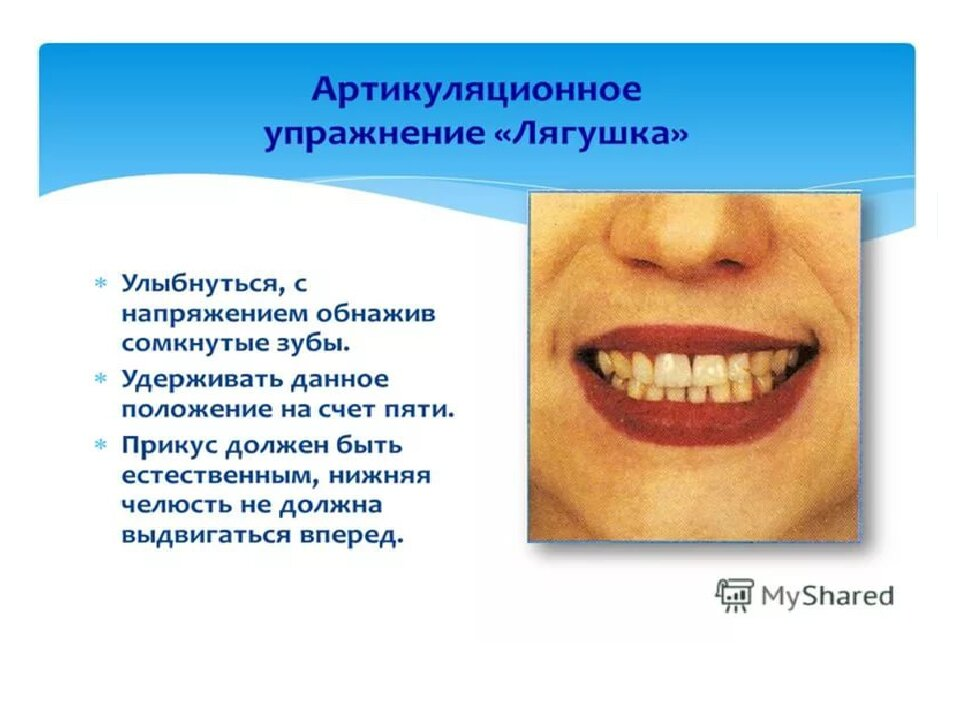 Артикуляционное
упражнение «Лягушка»
* Улыбнуться, с
напряжением обнажив
сомкнутые зубы.
* Удерживать данное
положение на счет пяти.
* Прикус должен быть
естественным, нижняя
челюсть не должна
выдвигаться вперед.
MyShared